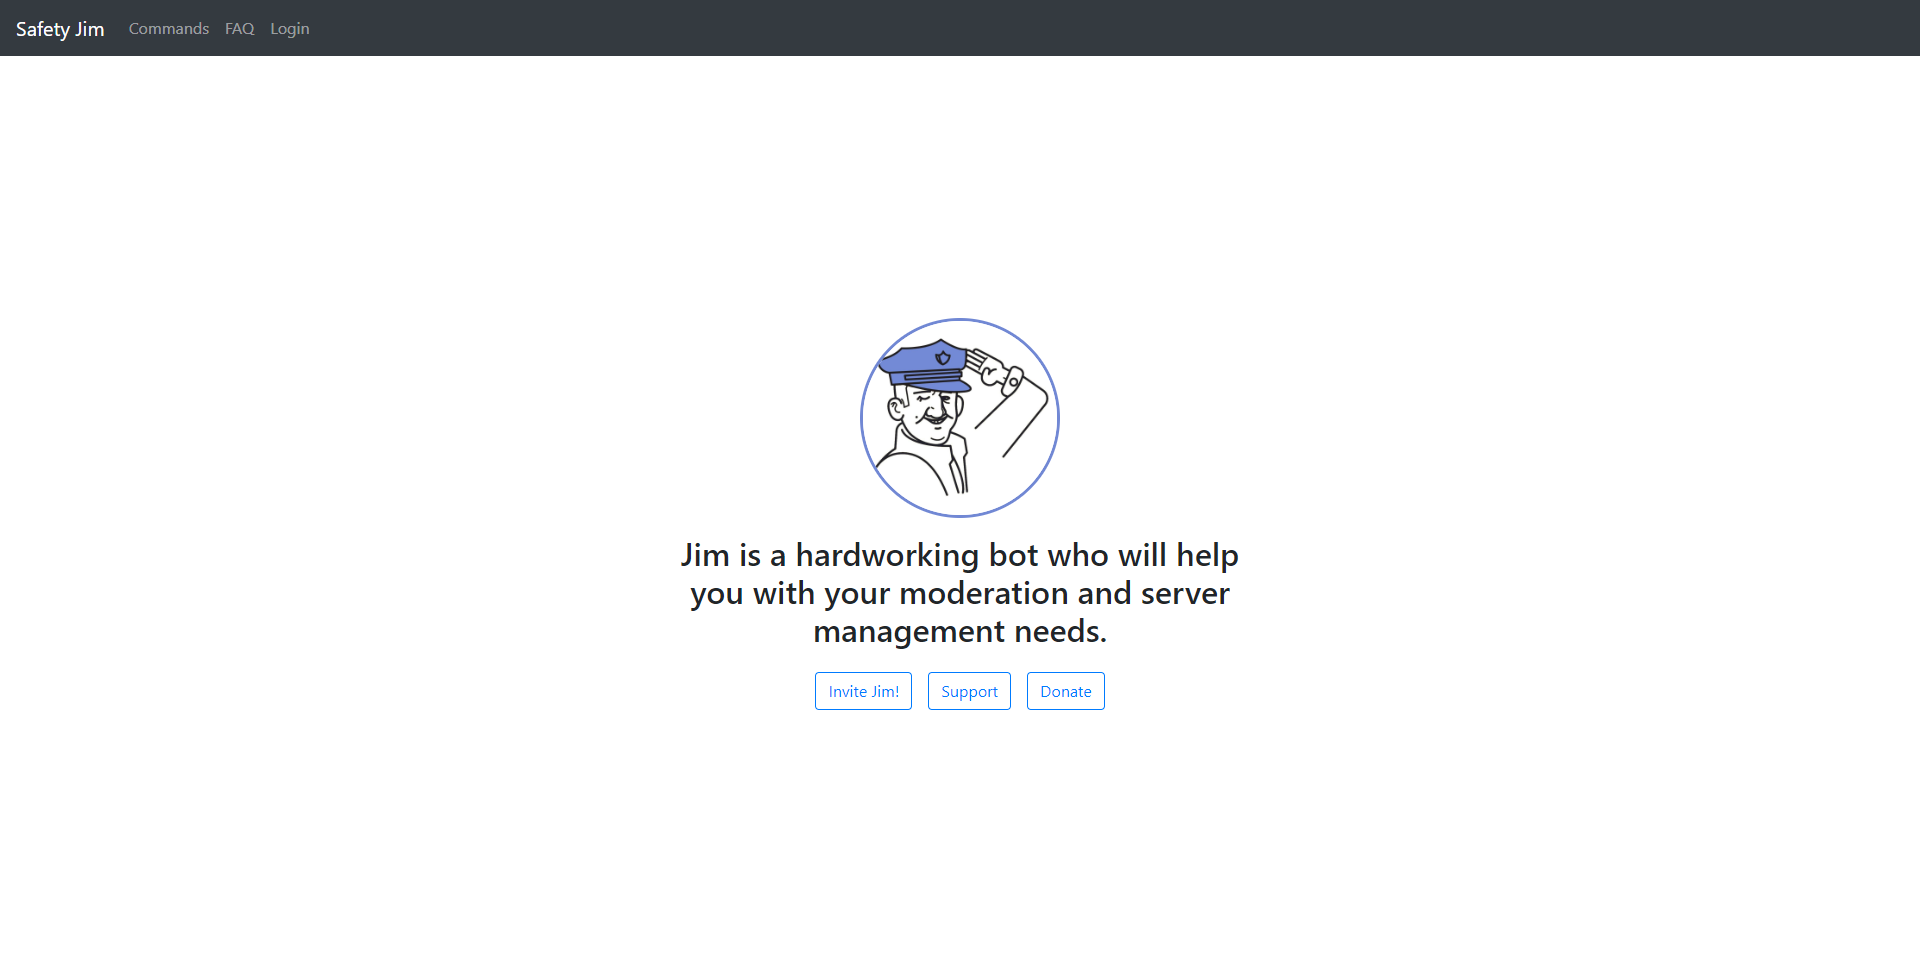 Safety Jim Commands FAQ Login
Jim is a hardworking bot who will help
you with your moderation and server
management needs.
Invite Jim! Support Donate